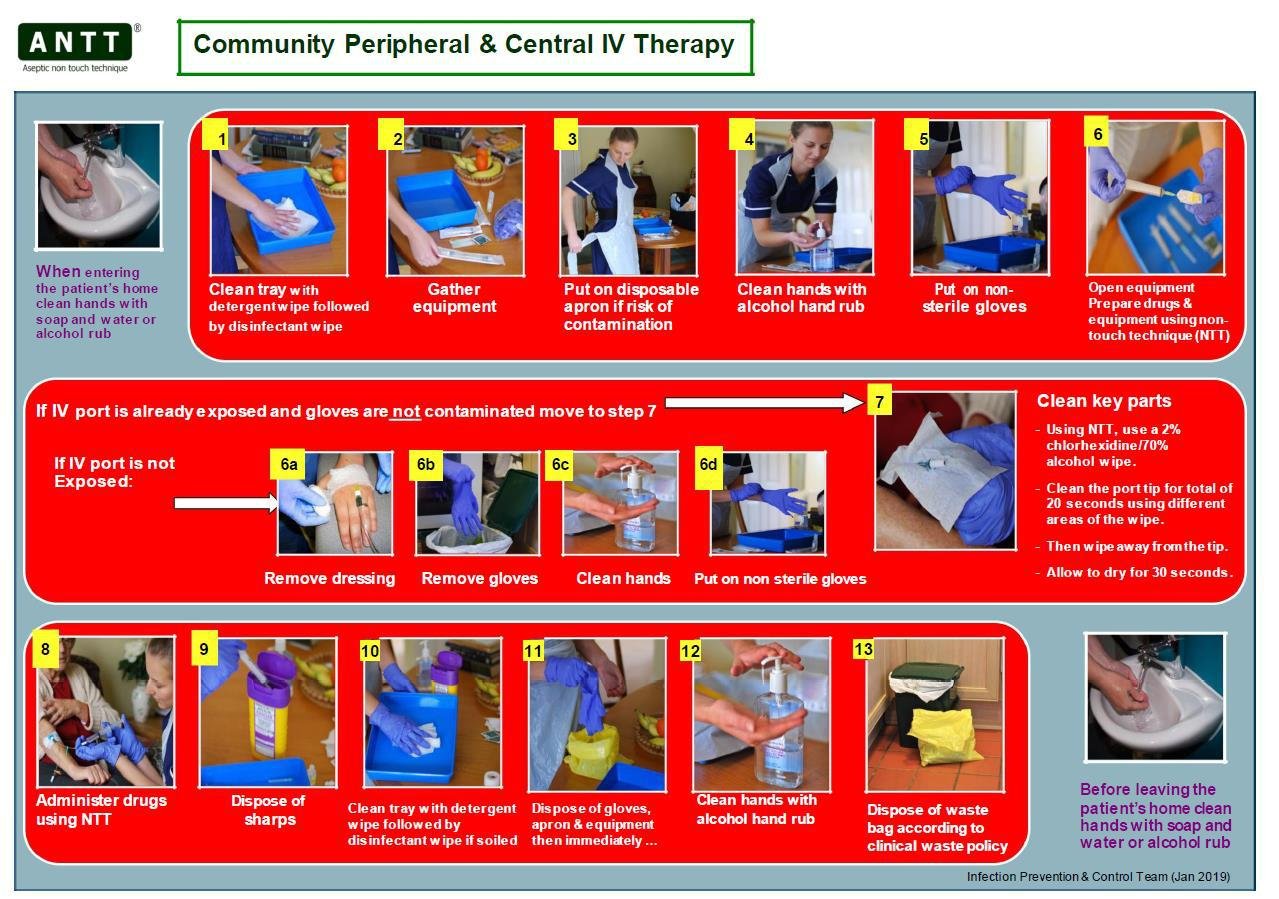 ANTT®
Aseptic non touch technique
Community Peripheral & Central IV Therapy
When entering
the patient's home
clean hands with
soap and water or
alcohol rub
1
Clean tray with
detergent wipe followed
by disinfectant wipe
2
Gather
equipment
3
Put on disposable
apron if risk of
contamination
4
Clean hands with
alcohol hand rub
5
Put on non-
sterile gloves
6
Open equipment
Prepare drugs &
equipment using non-
touch technique (NTT)
If IV port is already exposed and gloves are not contaminated move to step 7
If IV port is not
Exposed:
6a
Remove dressing
6b
Remove gloves
6c
Clean hands
6d
Put on non sterile gloves
7
Clean key parts
- Using NTT, use a 2%
chlorhexidine/70%
alcohol wipe.
- Clean the port tip for total of
20 seconds using different
areas of the wipe.
- Then wipe away from the tip.
- Allow to dry for 30 seconds.
8
Administer drugs
using NTT
9
Dispose of
sharps
10
Clean tray with detergent
wipe followed by
disinfectant wipe if soiled
11
Dispose of gloves,
apron & equipment
then immediately ...
12
Clean hands with
alcohol hand rub
13
Dispose of waste
bag according to
clinical waste policy
Before leaving the
patient's home clean
hands with soap and
water or alcohol rub
Infection Prevention & Control Team (Jan 2019)